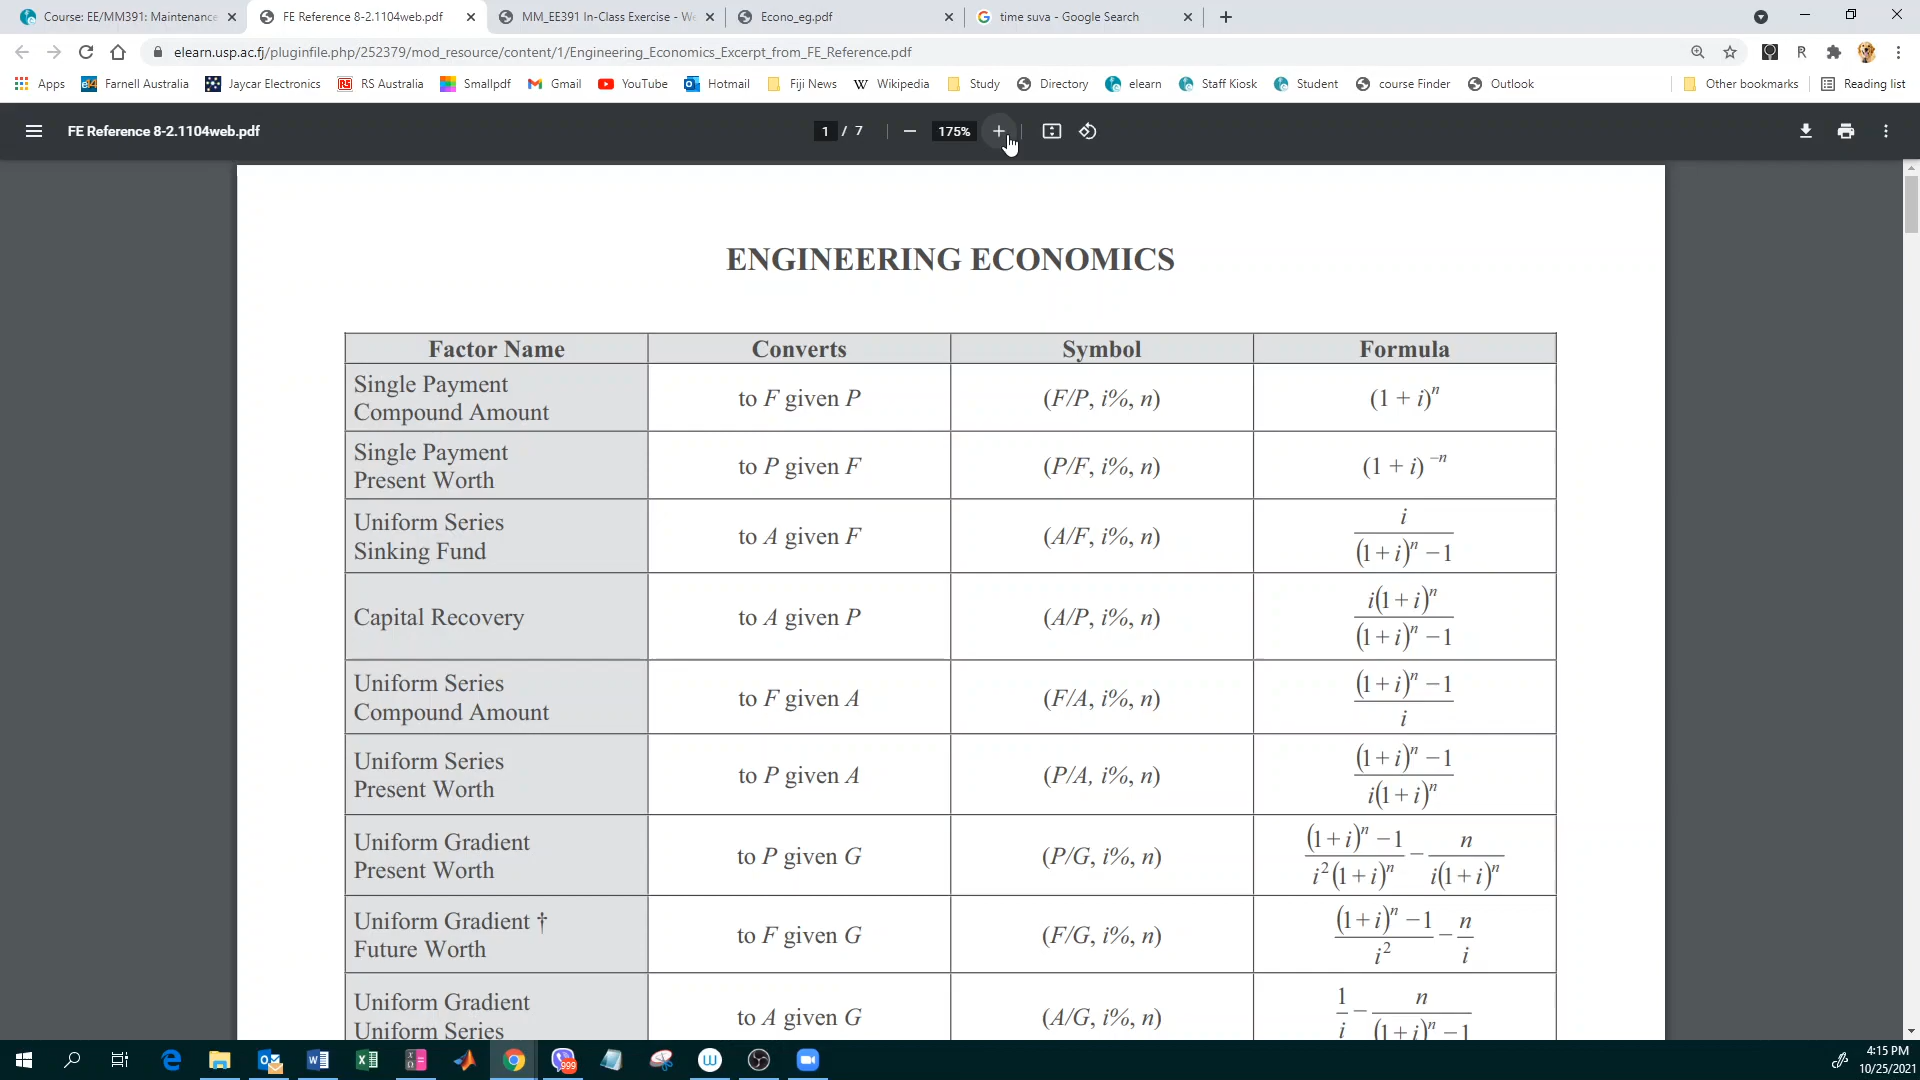 Course: EE/MM391: Maintenance
FE Reference 8-2.1104web.pdf
MM_EE391 In-Class Exercise - We
Econo_eg.pdf
time suva - Google Search
elearn.usp.ac.fj/pluginfile.php/252379/mod_resource/content/1/Engineering_Economics_Excerpt_from_FE_Reference.pdf
Apps
Farnell Australia
Jaycar Electronics
RS Australia
Smallpdf
Gmail
YouTube
Hotmail
Fiji News
Wikipedia
Study
Directory
elearn
Staff Kiosk
Student
course Finder
Outlook
Other bookmarks
Reading list
FE Reference 8-2.1104web.pdf
1 / 7
175%
ENGINEERING ECONOMICS
Factor Name Converts Symbol Formula
Single Payment
Compound Amount
to F given P
(F/P, i%, n)
(1 + i)^n
Single Payment
Present Worth
to P given F
(P/F, i%, n)
(1 + i)^–n
Uniform Series
Sinking Fund
to A given F
(A/F, i%, n)
i
(1+i)^n −1
Capital Recovery
to A given P
(A/P, i%, n)
i(1+i)^n
(1+i)^n −1
Uniform Series
Compound Amount
to F given A
(F/A, i%, n)
(1+i)^n −1
i
Uniform Series
Present Worth
to P given A
(P/A, i%, n)
(1+i)^n −1
i(1+i)^n
Uniform Gradient
Present Worth
to P given G
(P/G, i%, n)
(1+i)^n −1 − n
i²(1+i)^n i(1+i)^n
Uniform Gradient †
Future Worth
to F given G
(F/G, i%, n)
(1+i)^n −1 − n
i² i
Uniform Gradient
Uniform Series
to A given G
(A/G, i%, n)
1 − n
i (1+i)^n −1
999
4:15 PM
10/25/2021